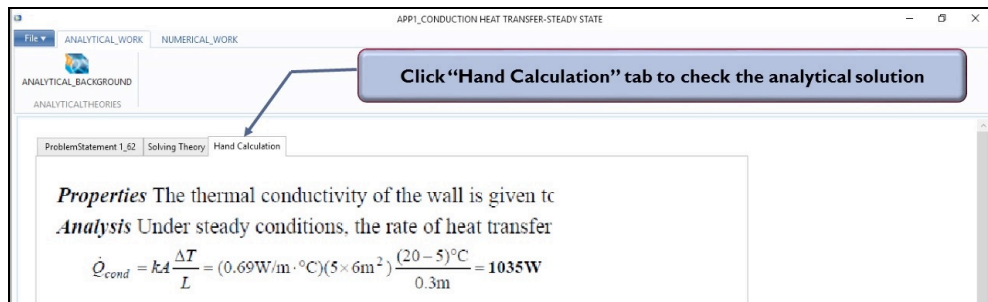 APP1_CONDUCTION HEAT TRANSFER-STEADY STATE
File ANALYTICAL_WORK NUMERICAL_WORK
ANALYTICAL_BACKGROUND
ANALYTICALTHEORIES
Click “Hand Calculation” tab to check the analytical solution
ProblemStatement 1_62 Solving Theory Hand Calculation
Properties The thermal conductivity of the wall is given to
Analysis Under steady conditions, the rate of heat transfer
Q̇cond = kA ΔT/L = (0.69W/m·°C)(5×6m²) (20−5)°C/0.3m = 1035W